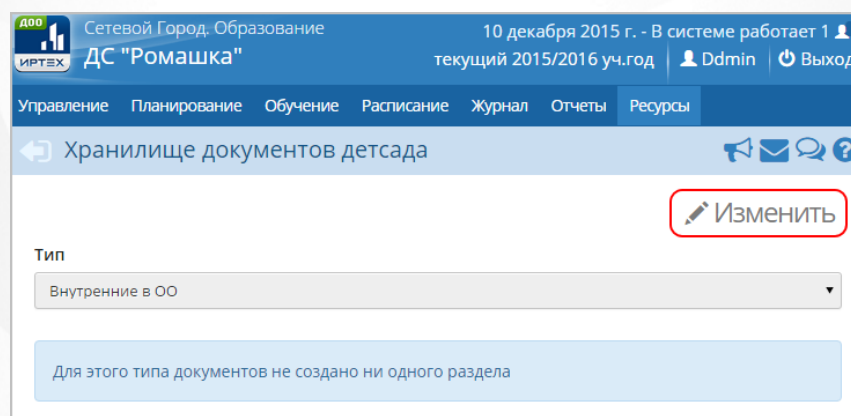 ДОО
ИРТЕХ
Сетевой Город. Образование
ДС "Ромашка"
10 декабря 2015 г. - В системе работает 1
текущий 2015/2016 уч.год Ddmin Выход
Управление Планирование Обучение Расписание Журнал Отчеты Ресурсы
Хранилище документов детсада
Изменить
Тип
Внутренние в ОО
Для этого типа документов не создано ни одного раздела